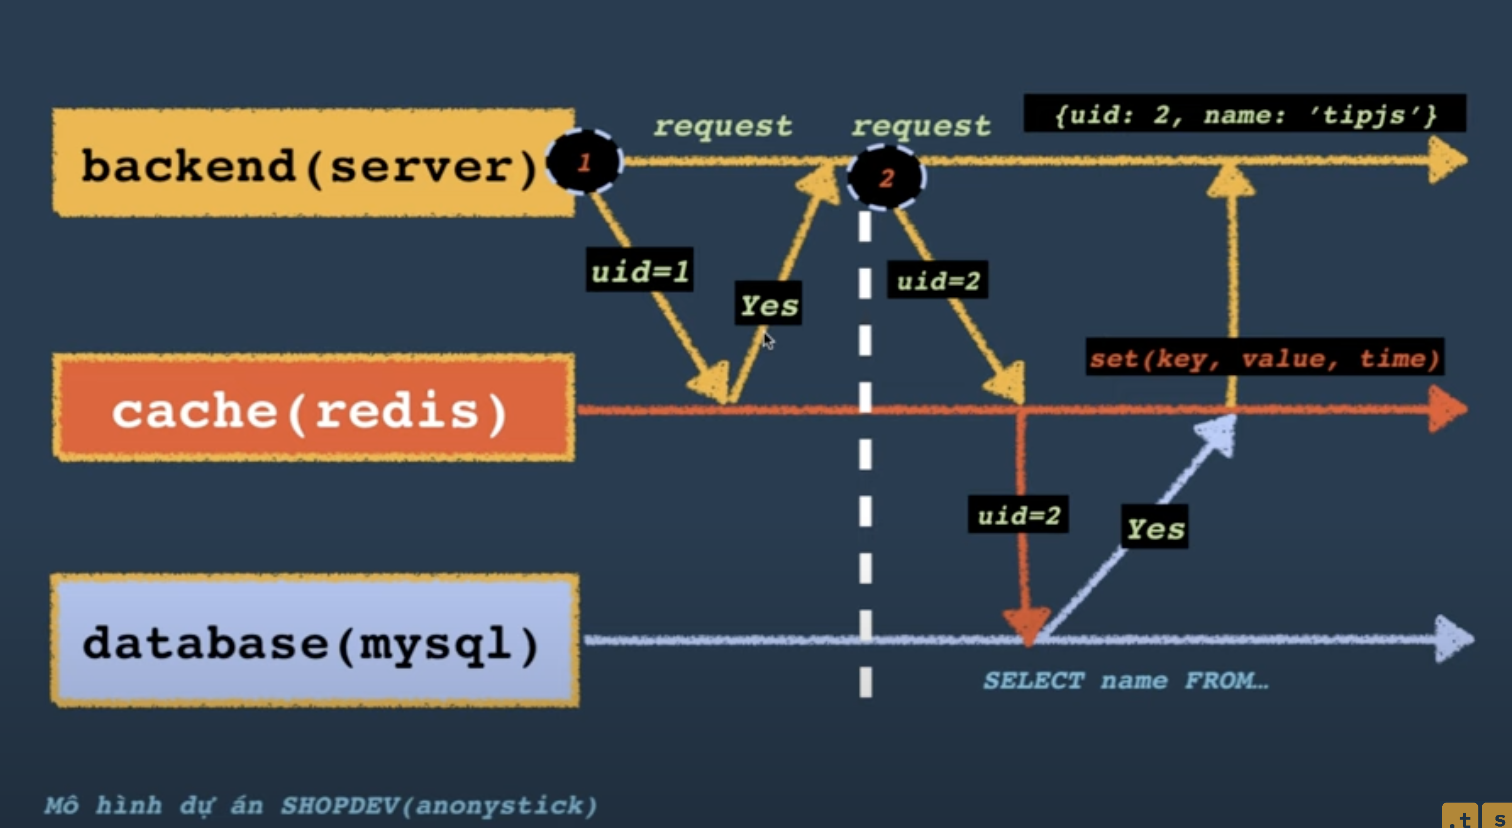 request
request
{uid: 2, name: ’tipjs’}
backend(server)
1
2
uid=1
uid=2
Yes
set(key, value, time)
cache(redis)
uid=2
Yes
database(mysql)
SELECT name FROM…
Mô hình dự án SHOPDEV(anonystick)
.t s